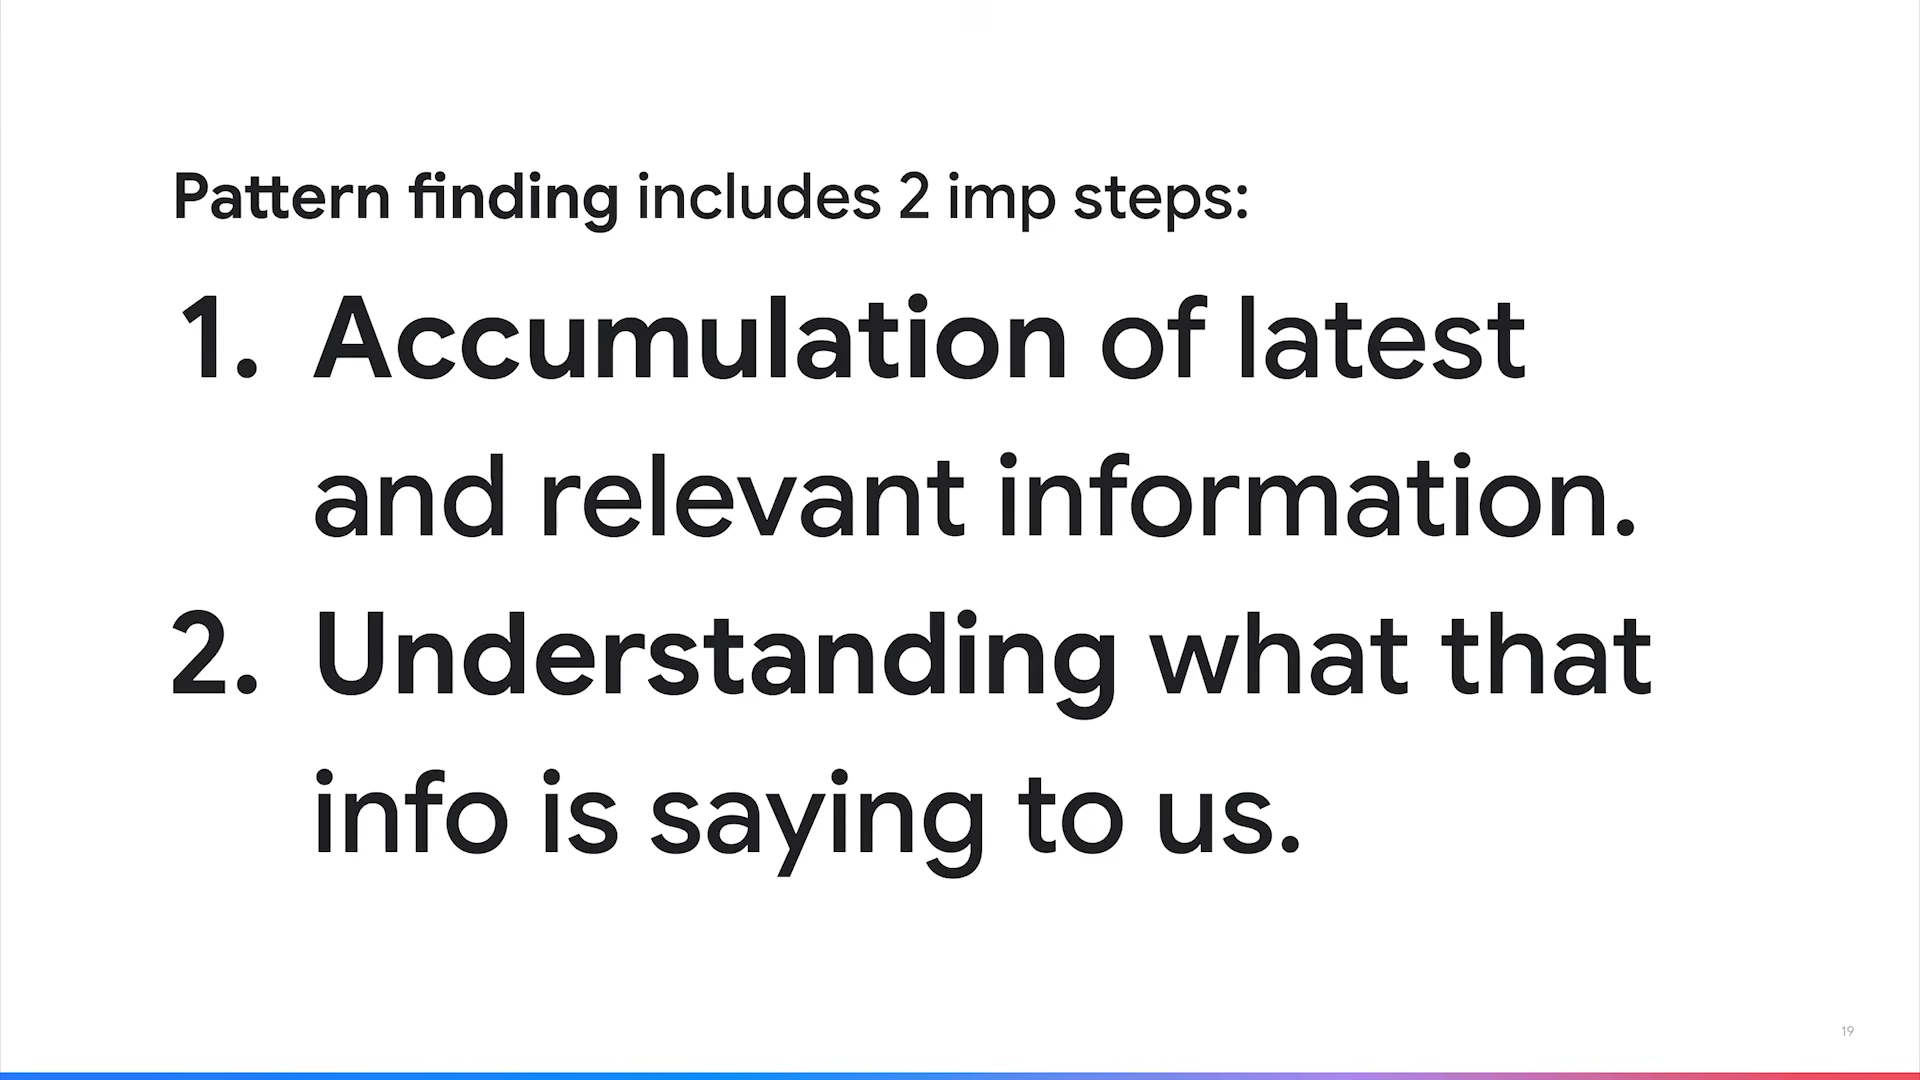 Pattern finding includes 2 imp steps:
1. Accumulation of latest
and relevant information.
2. Understanding what that
info is saying to us.
19